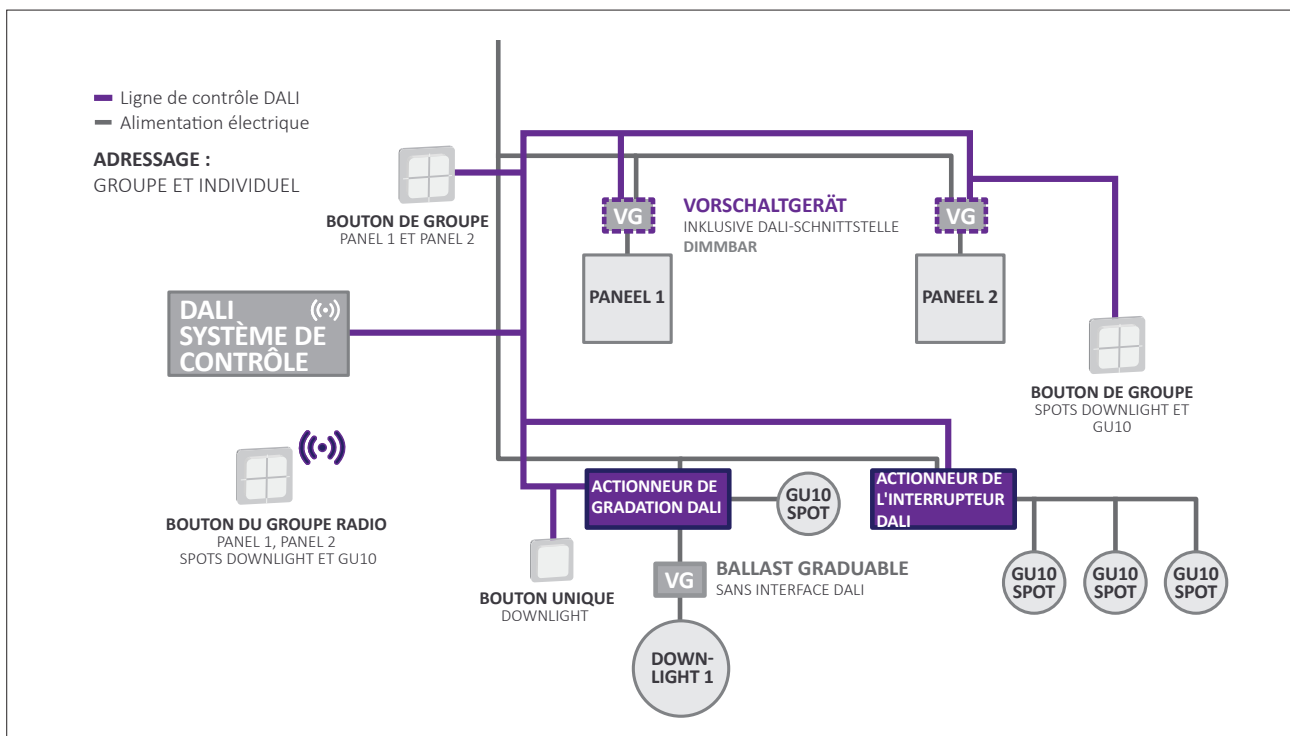 Ligne de contrôle DALI
Alimentation électrique
ADRESSAGE :
GROUPE ET INDIVIDUEL
BOUTON DE GROUPE
PANEL 1 ET PANEL 2
VG
VORSCHALTGERÄT
INKLUSIVE DALI-SCHNITTSTELLE
DIMMBAR
VG
PANEEL 1
PANEEL 2
DALI
SYSTÈME DE
CONTRÔLE
BOUTON DE GROUPE
SPOTS DOWNLIGHT ET
GU10
BOUTON DU GROUPE RADIO
PANEL 1, PANEL 2
SPOTS DOWNLIGHT ET GU10
ACTIONNEUR DE
GRADATION DALI
GU10
SPOT
ACTIONNEUR DE
L'INTERRUPTEUR
DALI
BOUTON UNIQUE
DOWNLIGHT
VG
BALLAST GRADUABLE
SANS INTERFACE DALI
GU10
SPOT
GU10
SPOT
GU10
SPOT
DOWN-
LIGHT 1